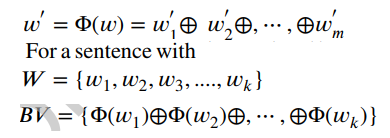 w′ = Φ(w) = w′₁⊕ w′₂⊕, ⋯ , ⊕w′ₘ
For a sentence with
W = {w₁, w₂, w₃, ...., wₖ}
BV = {Φ(w₁)⊕Φ(w₂)⊕, ⋯ , ⊕Φ(wₖ)}